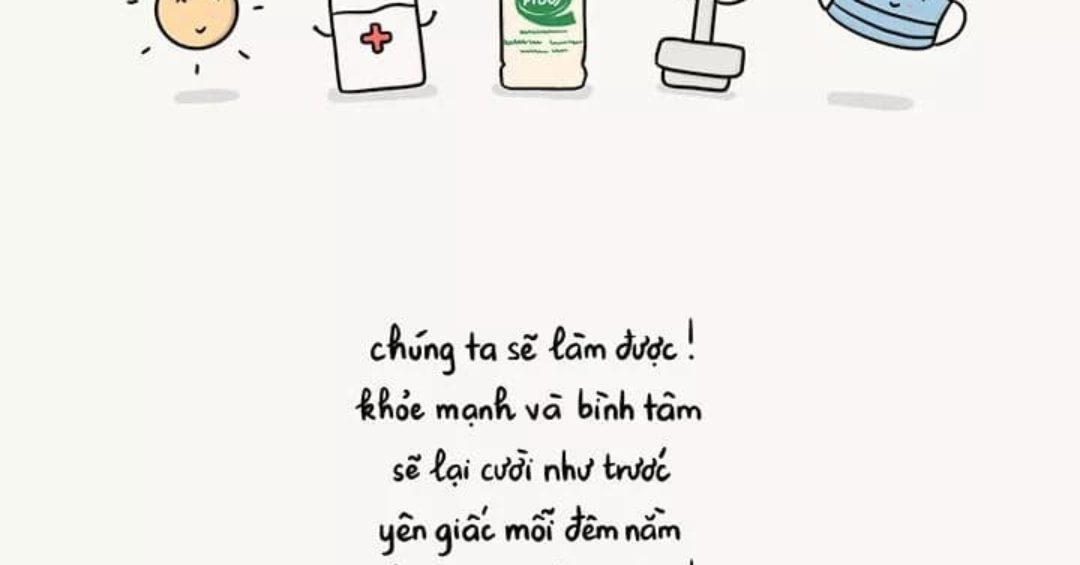 chúng ta sẽ làm được!
khỏe mạnh và bình tâm
sẽ lại cười như trước
yên giấc mỗi đêm nằm